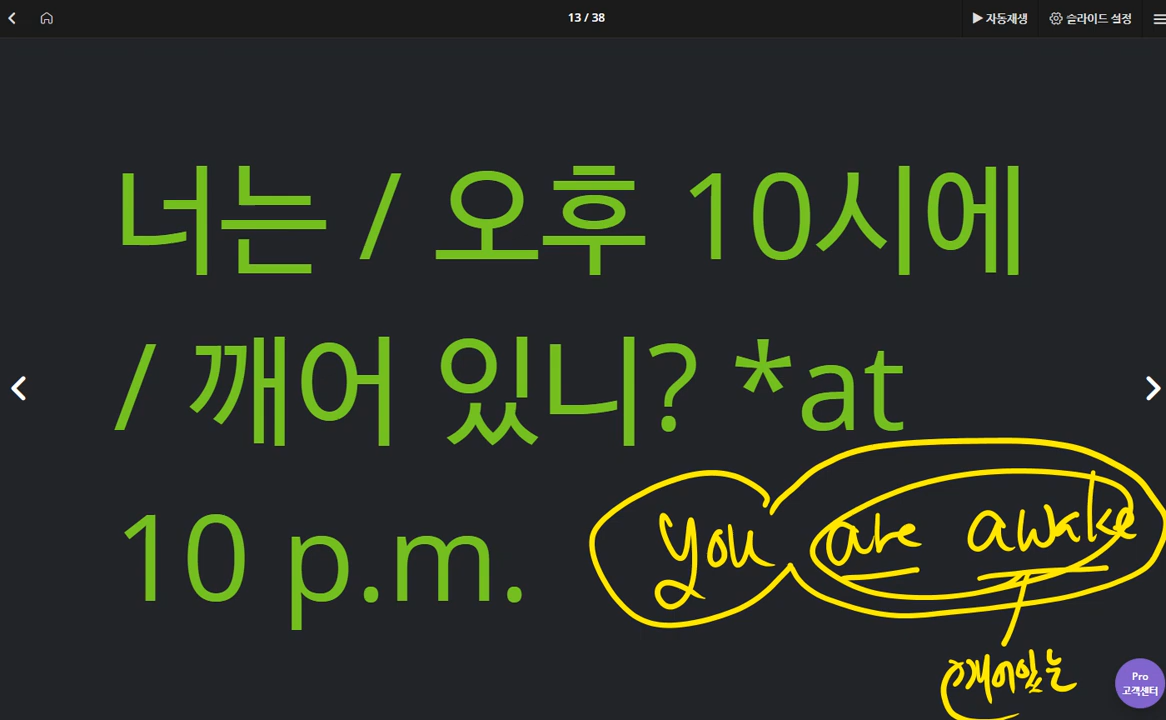 13 / 38
▶ 자동재생
슬라이드 설정
너는 / 오후 10시에
/ 깨어 있니? *at
10 p.m.
you are awake
깨어있는
Pro
고객센터